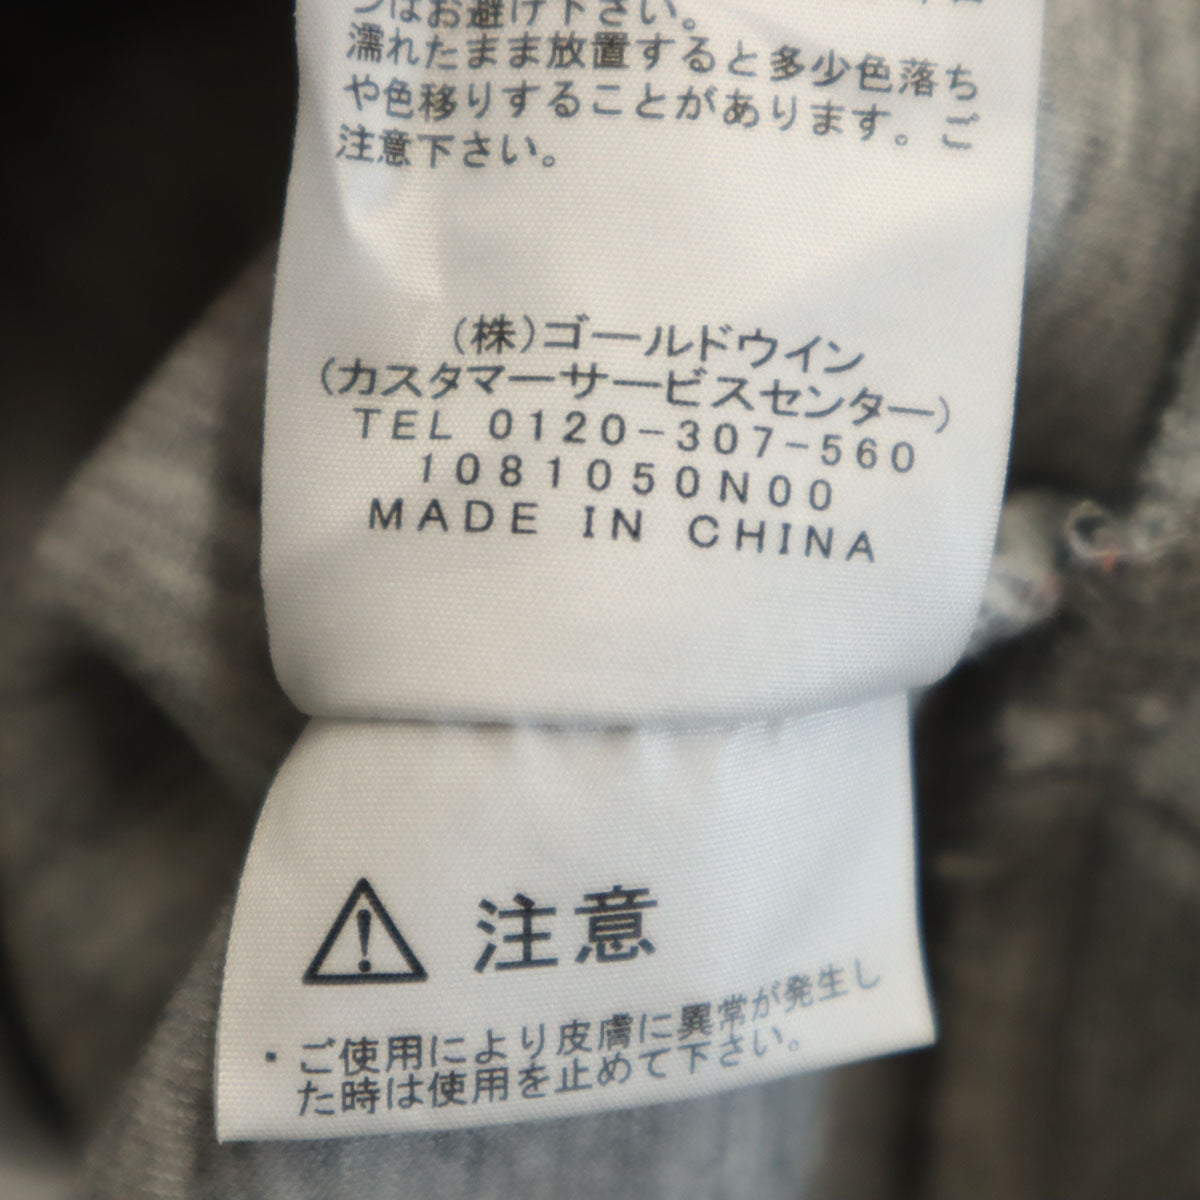 ンはお避け下さい。
濡れたまま放置すると多少色落ち
や色移りすることがあります。ご
注意下さい。
(株)ゴールドウイン
(カスタマーサービスセンター)
TEL 0120-307-560
1081050N00
MADE IN CHINA
注意
・ご使用により皮膚に異常が発生し
た時は使用を止めて下さい。